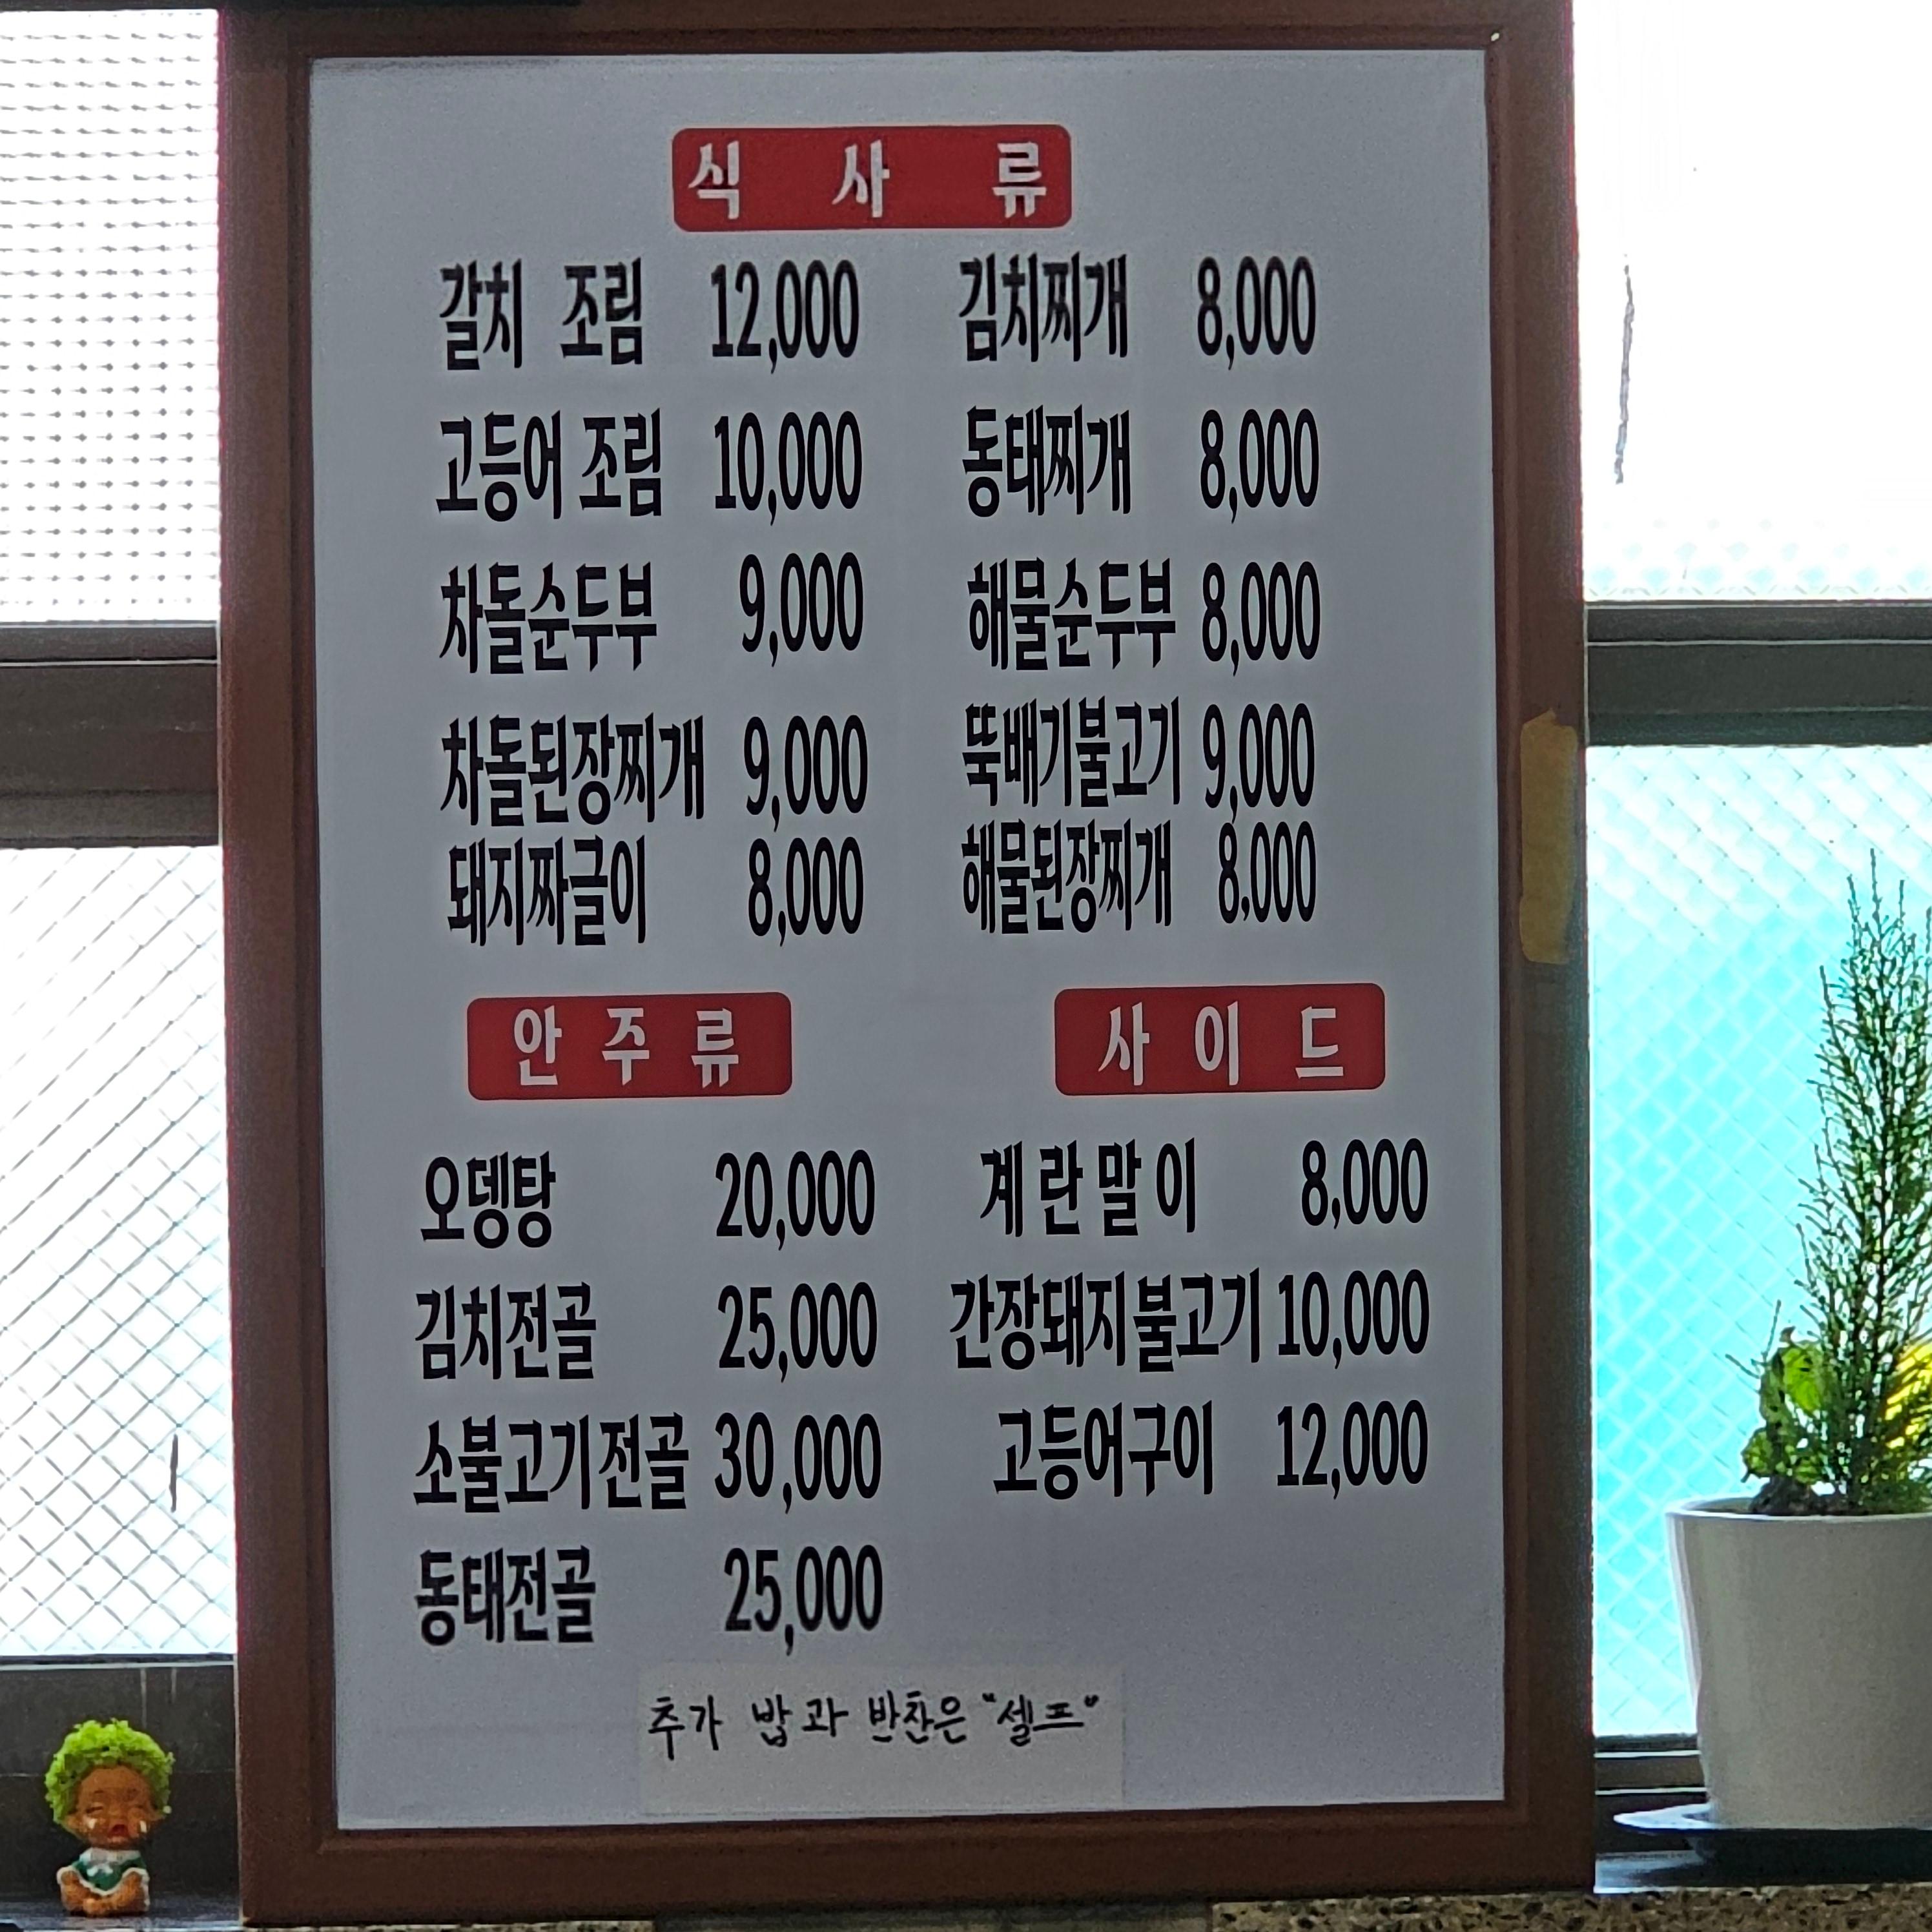 식 사 류
갈치 조림 12,000 김치찌개 8,000
고등어 조림 10,000 동태찌개 8,000
차돌순두부 9,000 해물순두부 8,000
차돌된장찌개 9,000 뚝배기불고기 9,000
돼지짜글이 8,000 해물된장찌개 8.000
안 주 류 사 이 드
오뎅탕 20,000 계란말이 8,000
김치전골 25,000 간장돼지불고기 10,000
소불고기전골 30,000 고등어구이 12,000
동태전골 25,000
추가 밥과 반찬은 "셀프"